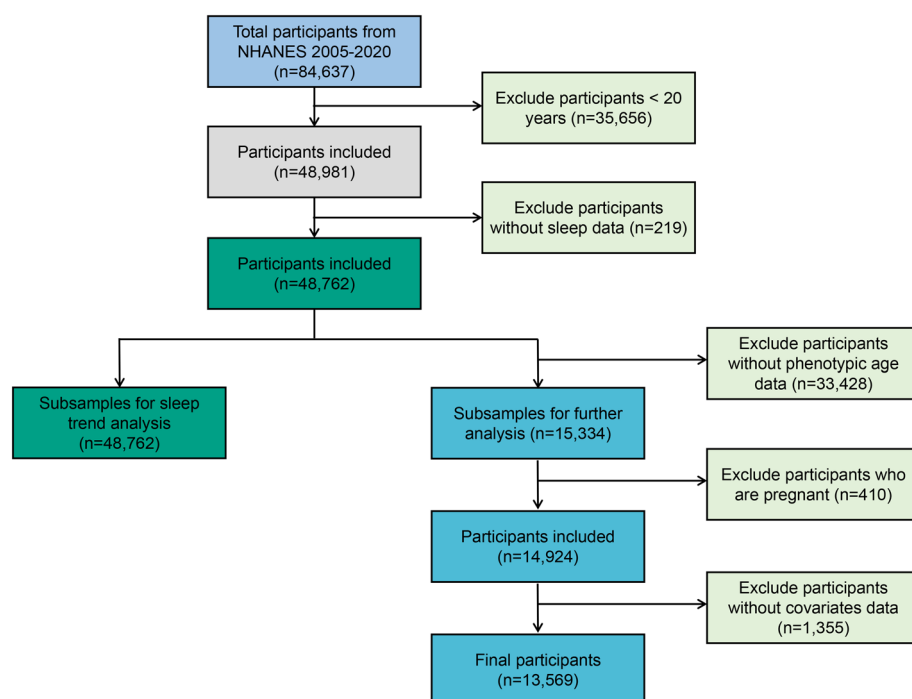 Total participants from
NHANES 2005-2020
(n=84,637)
Exclude participants < 20
years (n=35,656)
Participants included
(n=48,981)
Exclude participants
without sleep data (n=219)
Participants included
(n=48,762)
Exclude participants
without phenotypic age
data (n=33,428)
Subsamples for sleep
trend analysis
(n=48,762)
Subsamples for further
analysis (n=15,334)
Exclude participants who
are pregnant (n=410)
Participants included
(n=14,924)
Exclude participants
without covariates data
(n=1,355)
Final participants
(n=13,569)